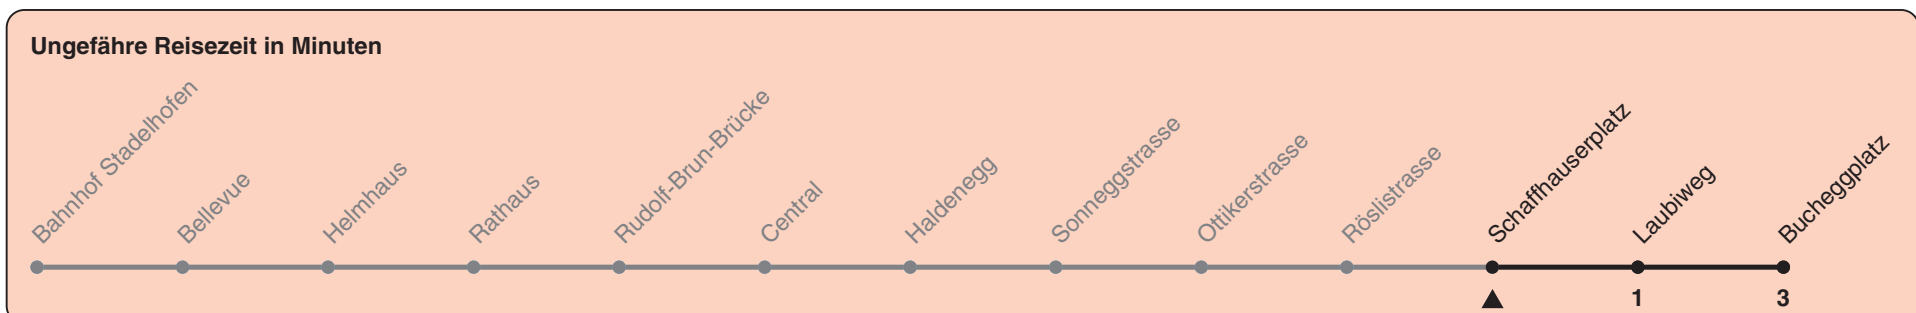 Ungefähre Reisezeit in Minuten
Bahnhof Stadelhofen
Bellevue
Helmhaus
Rathaus
Rudolf-Brun-Brücke
Central
Haldenegg
Sonneggstrasse
Ottikerstrasse
Röslistrasse
Schaffhauserplatz
Laubiweg
Bucheggplatz
1
3